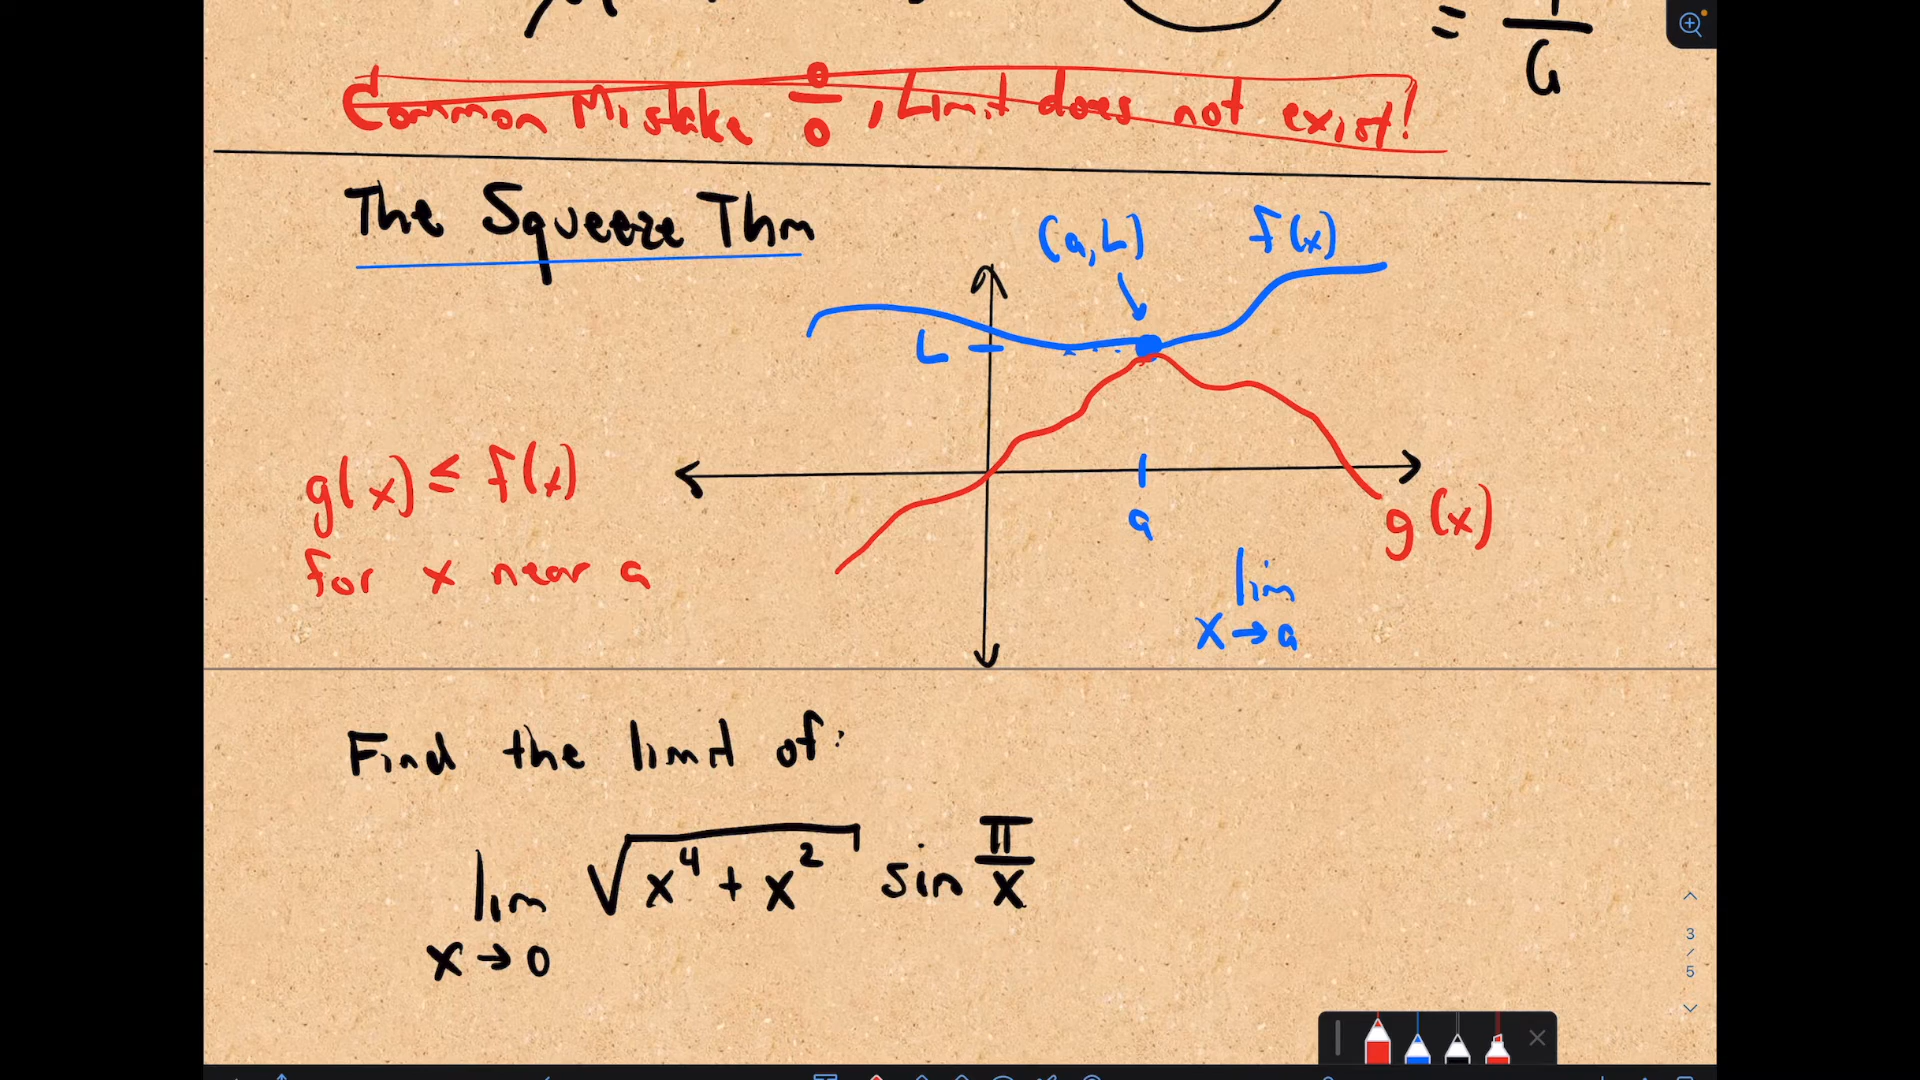 = 1/6
Common Mistake 0/0, Limit does not exist!
The Squeeze Thm
(a,L) f(x)
L
g(x) ≤ f(x)
for x near a
a
g(x)
lim
x→a
Find the limit of:
lim √(x⁴ + x²) sin π/x
x→0
3
/
5